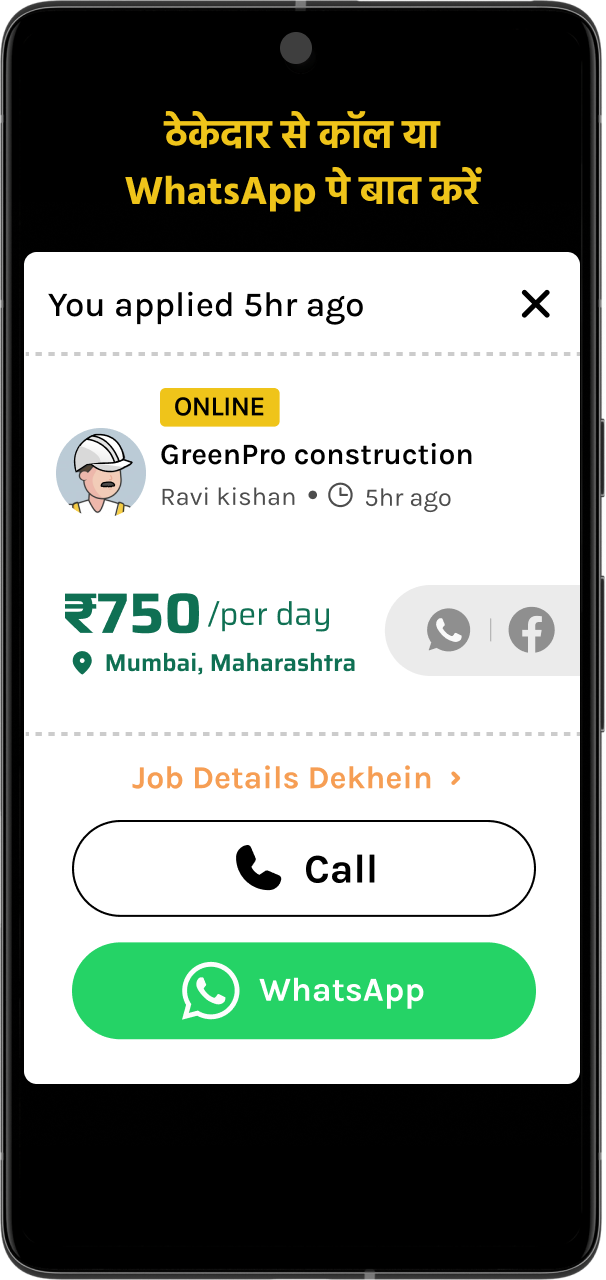 ठेकेदार से कॉल या
WhatsApp पे बात करें
You applied 5hr ago
ONLINE
GreenPro construction
Ravi kishan • 5hr ago
₹750 /per day
Mumbai, Maharashtra
Job Details Dekhein ›
Call
WhatsApp